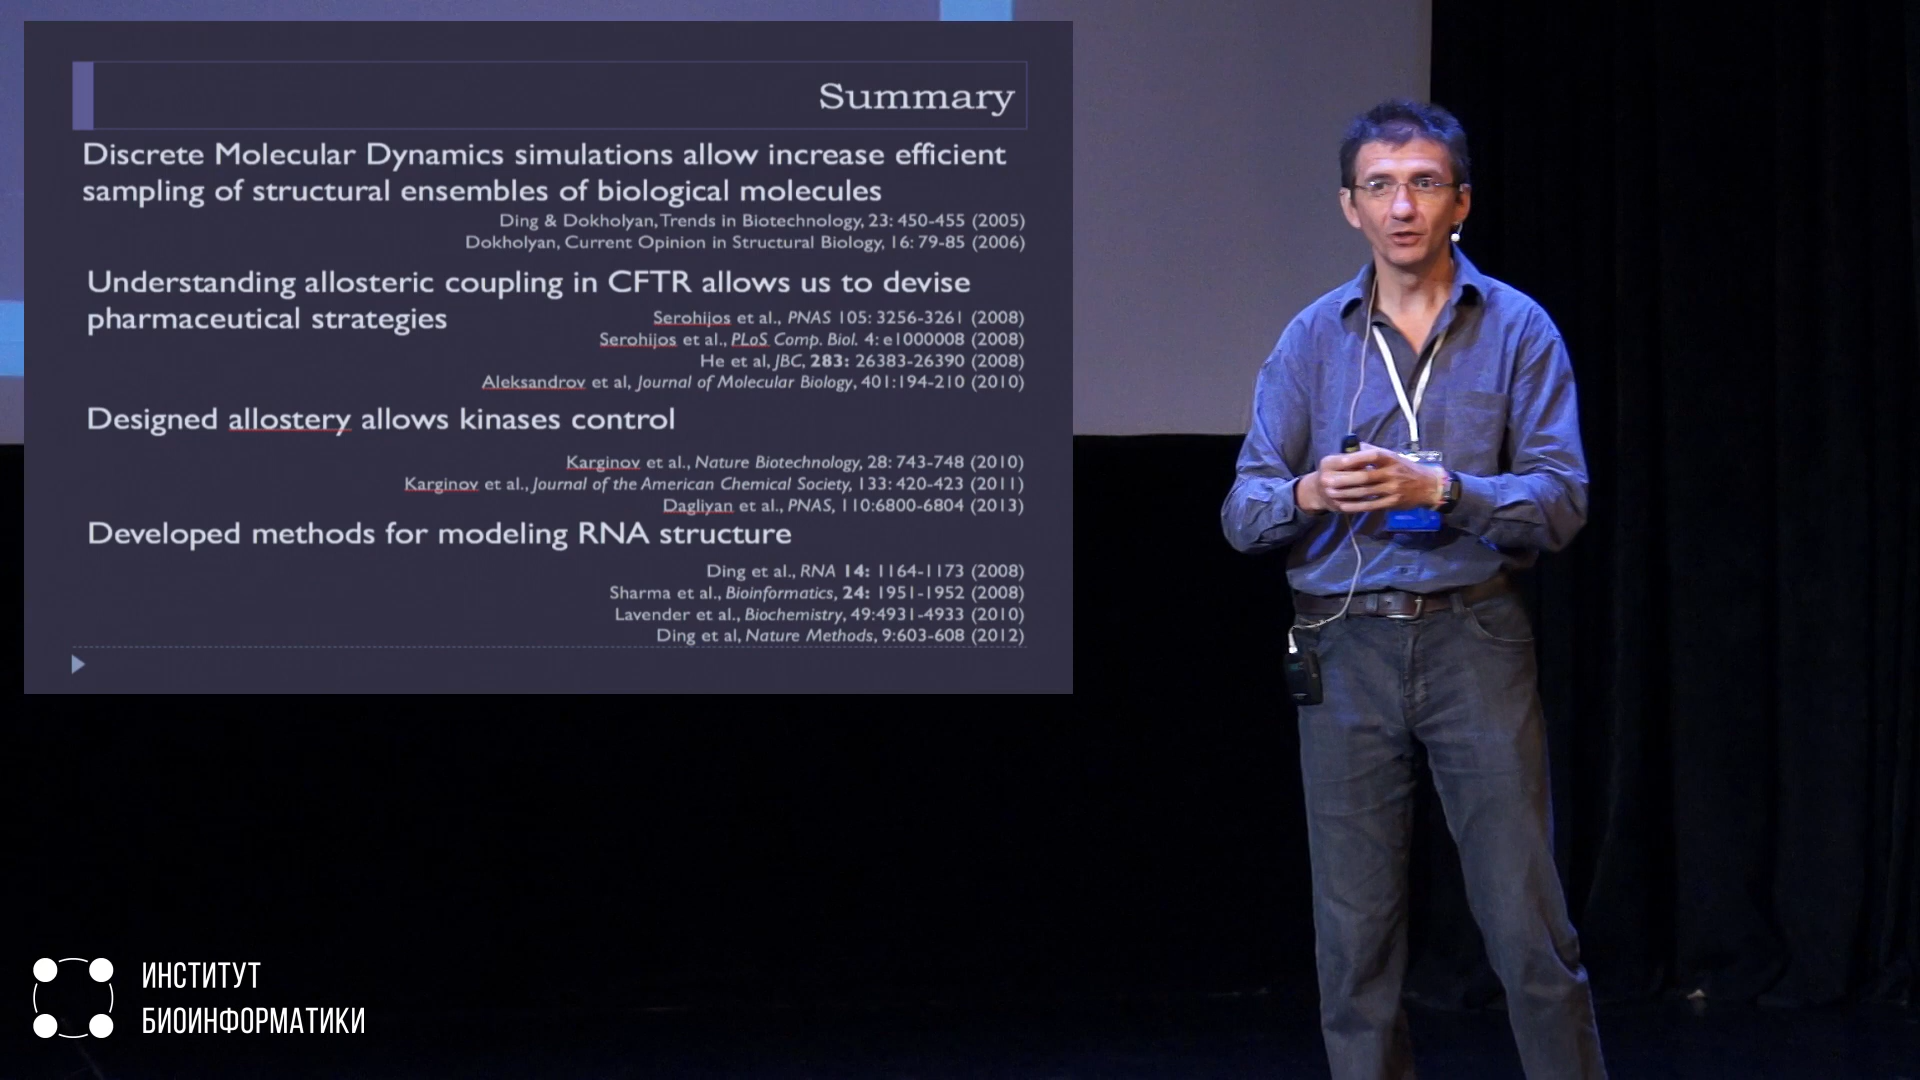 Summary
Discrete Molecular Dynamics simulations allow increase efficient
sampling of structural ensembles of biological molecules
Ding & Dokholyan, Trends in Biotechnology, 23: 450-455 (2005)
Dokholyan, Current Opinion in Structural Biology, 16: 79-85 (2006)
Understanding allosteric coupling in CFTR allows us to devise
pharmaceutical strategies
Serohijos et al., PNAS 105: 3256-3261 (2008)
Serohijos et al., PLoS Comp. Biol. 4: e1000008 (2008)
He et al, JBC, 283: 26383-26390 (2008)
Aleksandrov et al, Journal of Molecular Biology, 401:194-210 (2010)
Designed allostery allows kinases control
Karginov et al., Nature Biotechnology, 28: 743-748 (2010)
Karginov et al., Journal of the American Chemical Society, 133: 420-423 (2011)
Dagliyan et al., PNAS, 110:6800-6804 (2013)
Developed methods for modeling RNA structure
Ding et al., RNA 14: 1164-1173 (2008)
Sharma et al., Bioinformatics, 24: 1951-1952 (2008)
Lavender et al., Biochemistry, 49:4931-4933 (2010)
Ding et al, Nature Methods, 9:603-608 (2012)
ИНСТИТУТ
БИОИНФОРМАТИКИ